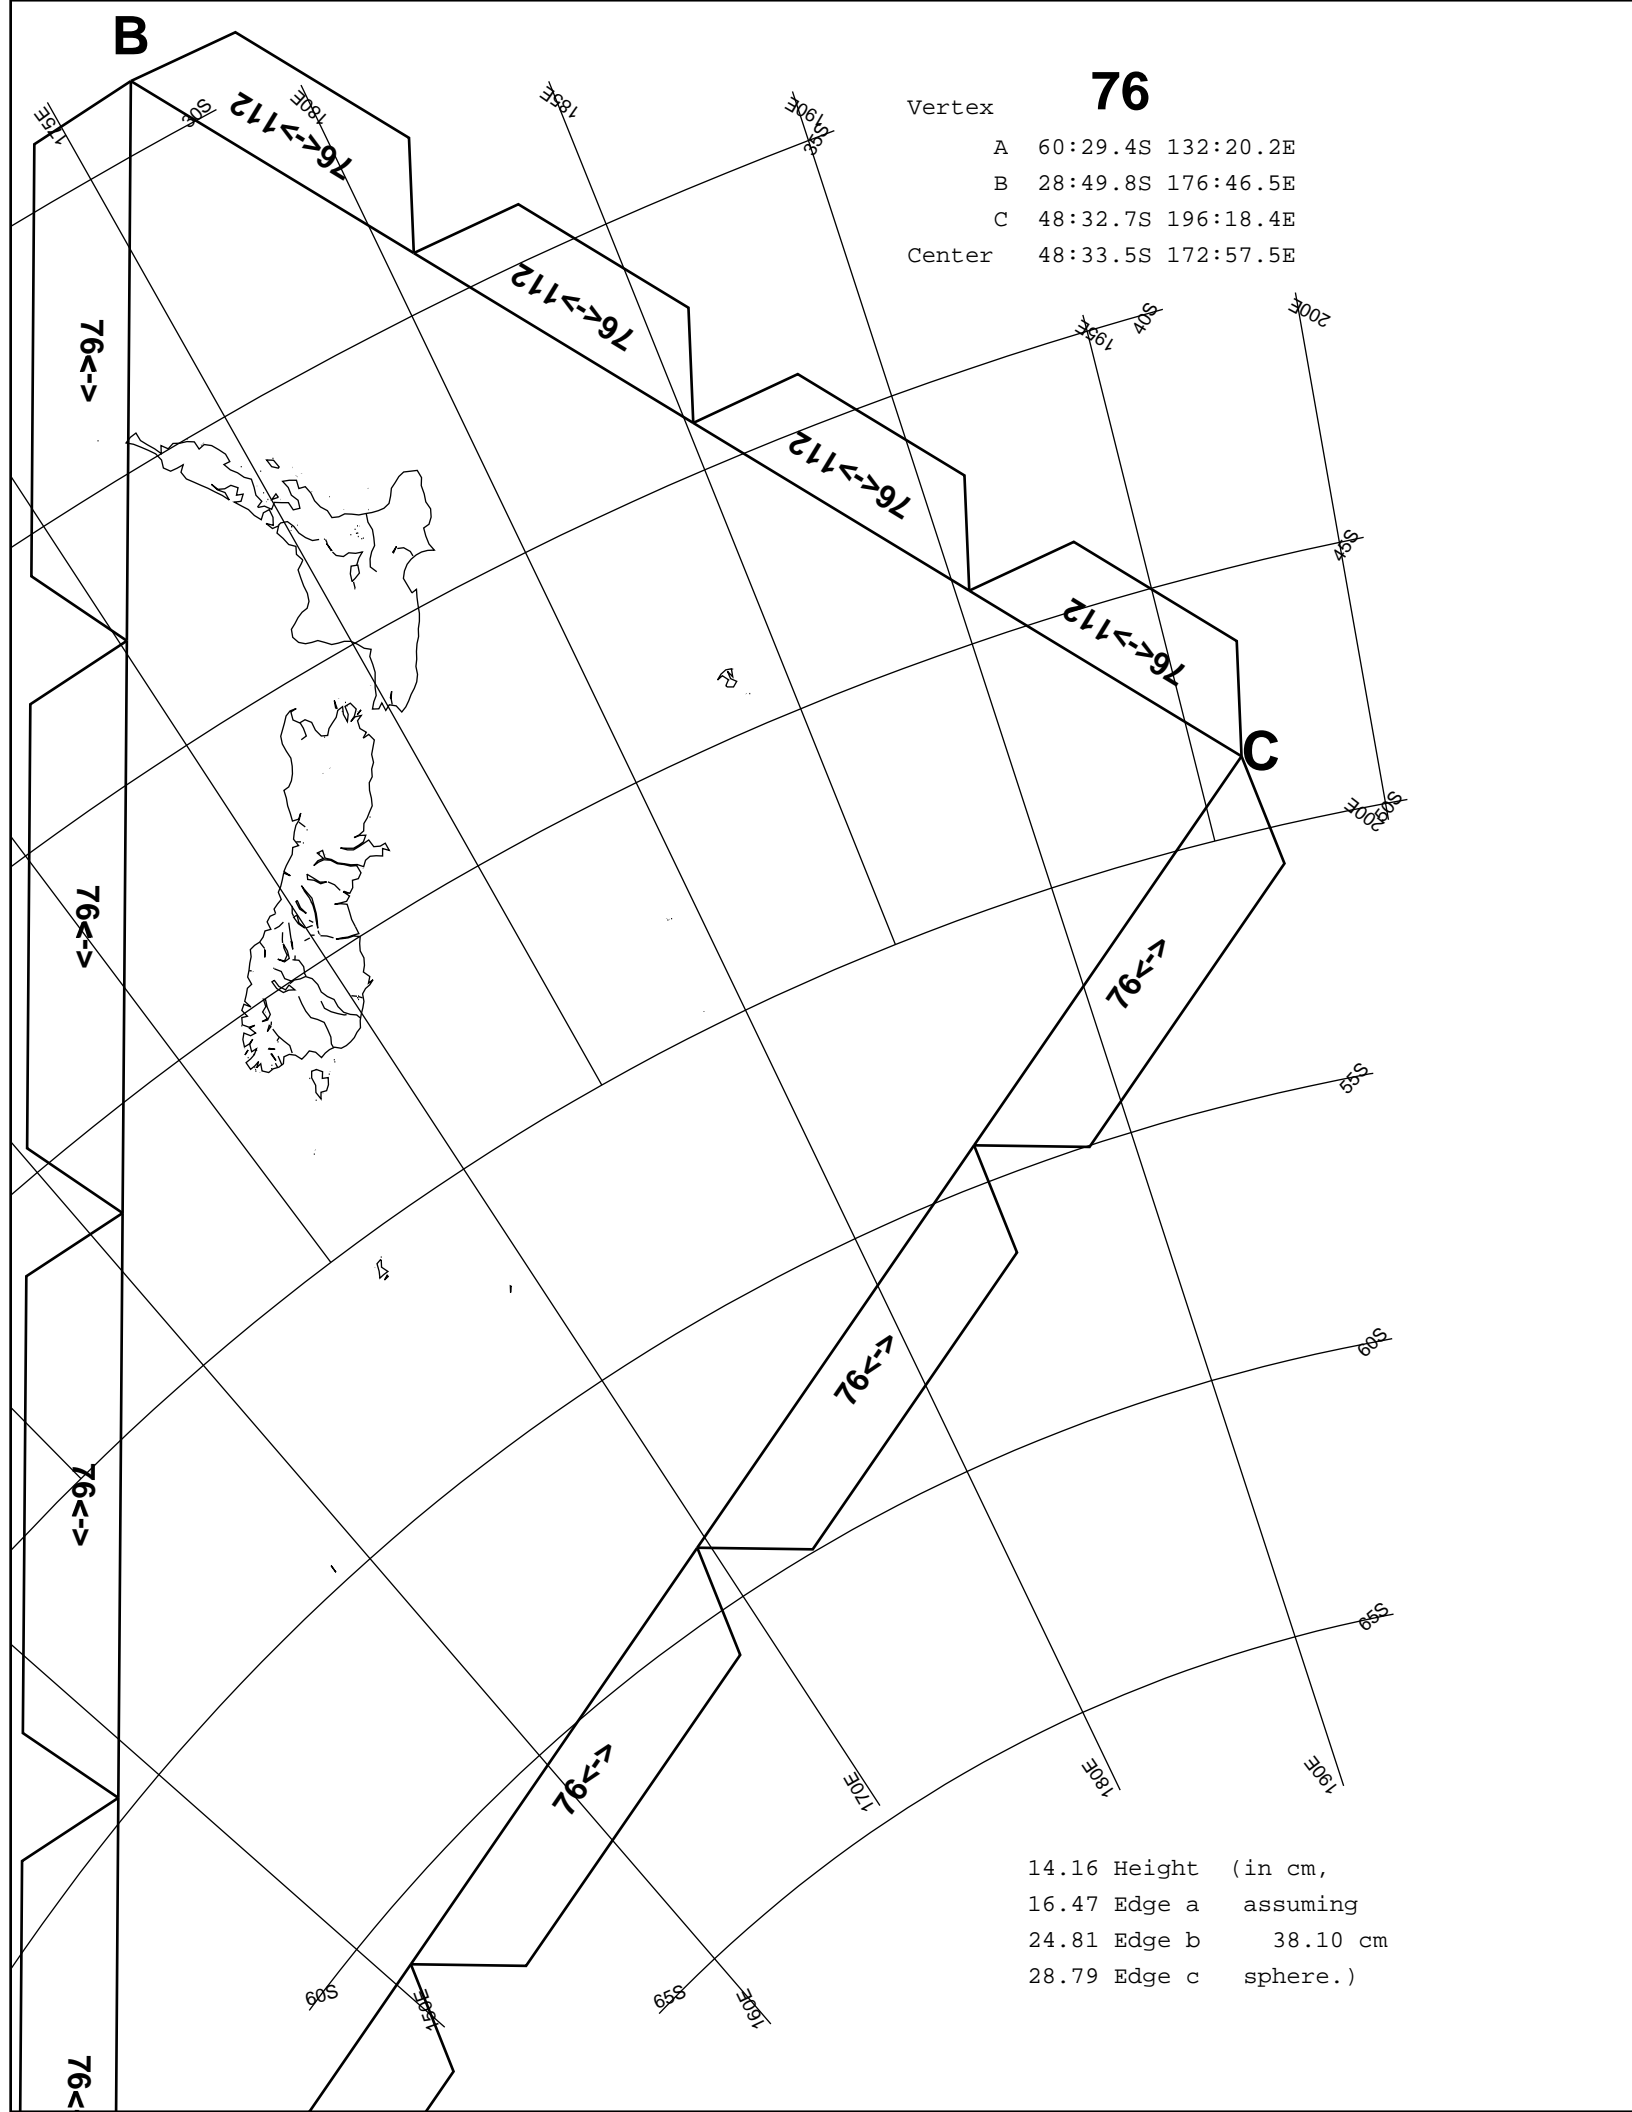 B
175E
30S
180E
185E
190E
35S
Vertex 76
A 60:29.4S 132:20.2E
B 28:49.8S 176:46.5E
C 48:32.7S 196:18.4E
Center 48:33.5S 172:57.5E
76<->112
76<->112
76<->112
76<->112
195E
40S
200E
45S
C
200E
50S
76<->
76<->
76<->
76<
76<->
76<->
76<->
55S
60S
65S
170E
180E
190E
60S
150E
65S
160E
14.16 Height (in cm,
16.47 Edge a assuming
24.81 Edge b 38.10 cm
28.79 Edge c sphere.)